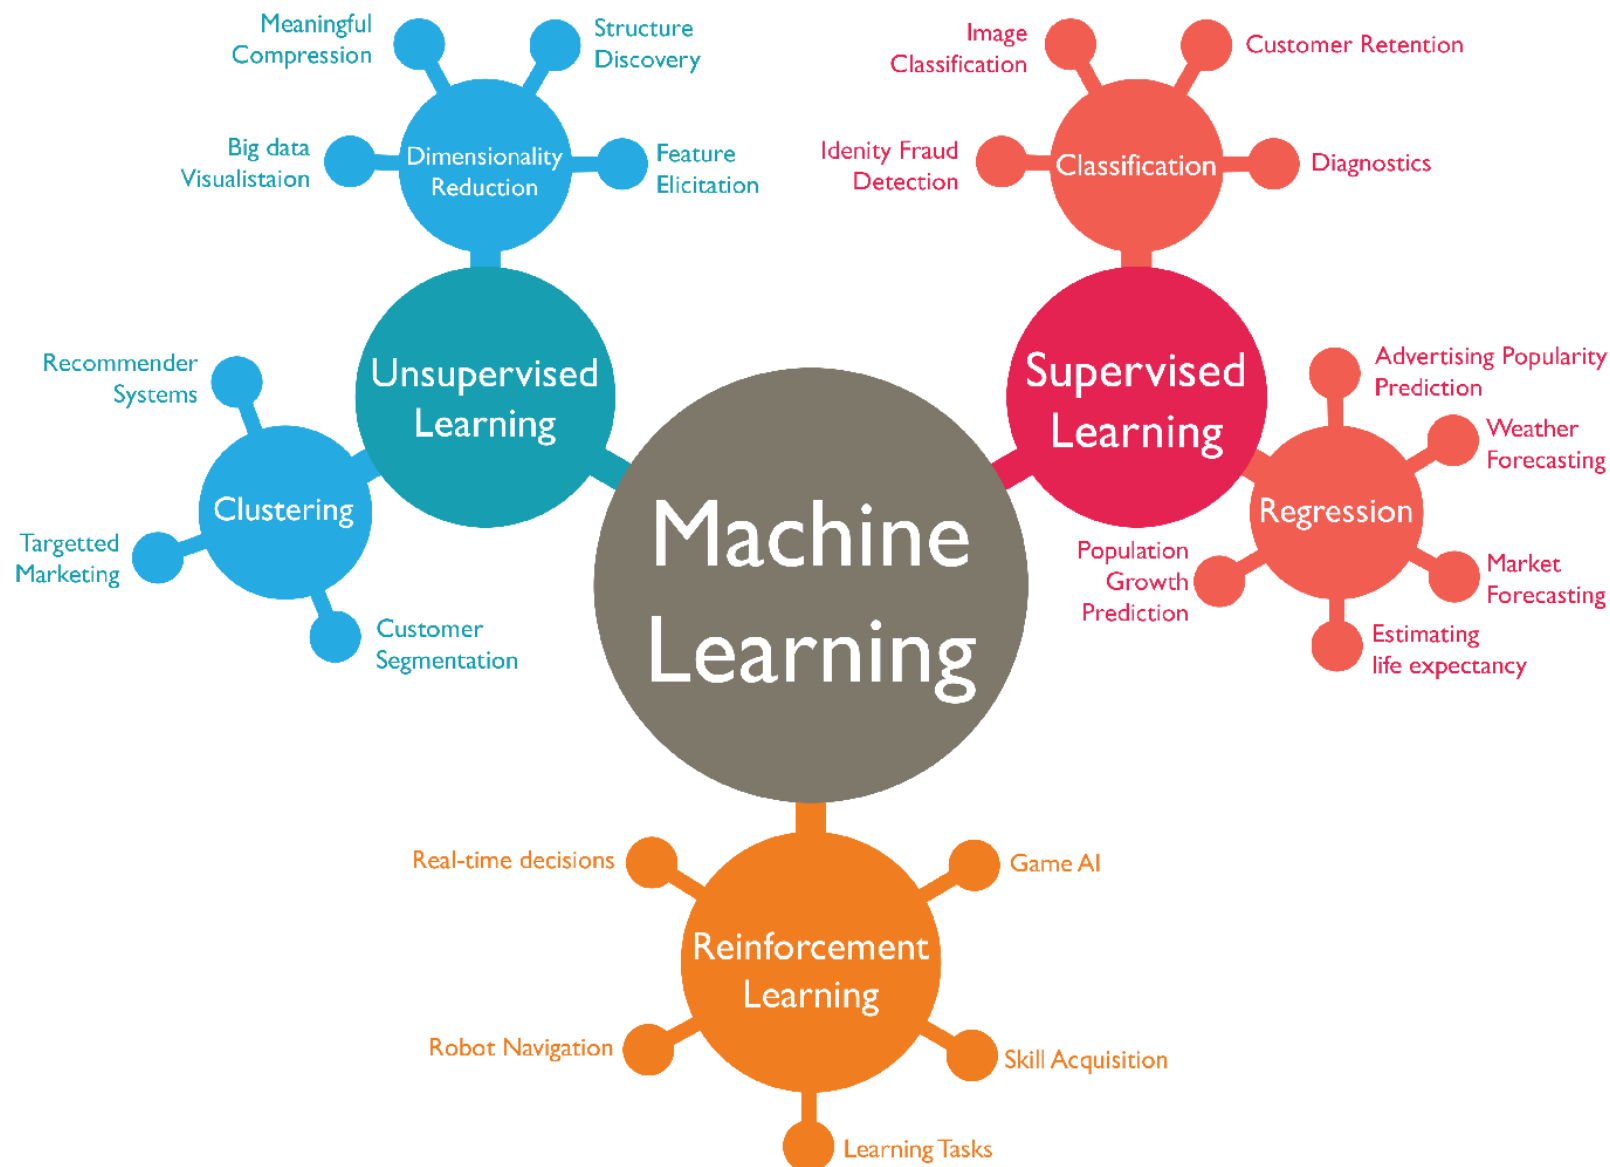 Meaningful
Compression
Structure
Discovery
Big data
Visualistaion
Dimensionality
Reduction
Feature
Elicitation
Image
Classification
Customer Retention
Idenity Fraud
Detection
Classification
Diagnostics
Unsupervised
Learning
Recommender
Systems
Clustering
Targetted
Marketing
Customer
Segmentation
Machine
Learning
Supervised
Learning
Advertising Popularity
Prediction
Weather
Forecasting
Regression
Population
Growth
Prediction
Market
Forecasting
Estimating
life expectancy
Real-time decisions
Game AI
Reinforcement
Learning
Robot Navigation
Skill Acquisition
Learning Tasks